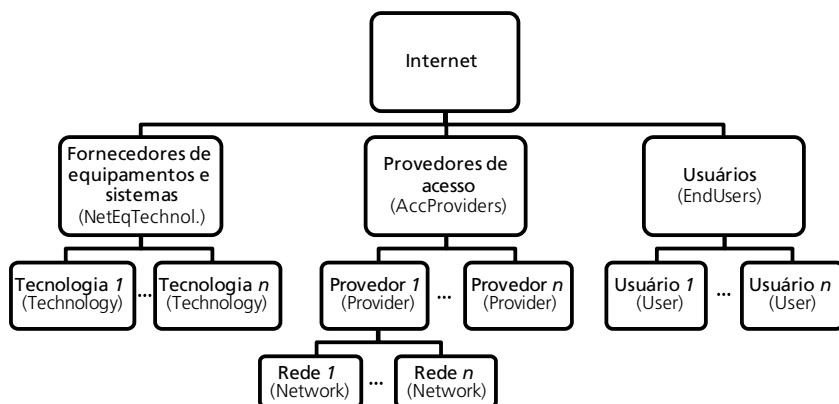 Internet
Fornecedores de
equipamentos e
sistemas
(NetEqTechnol.)
Provedores de
acesso
(AccProviders)
Usuários
(EndUsers)
Tecnologia 1
(Technology)
...
Tecnologia n
(Technology)
Provedor 1
(Provider)
...
Provedor n
(Provider)
Usuário 1
(User)
...
Usuário n
(User)
Rede 1
(Network)
...
Rede n
(Network)